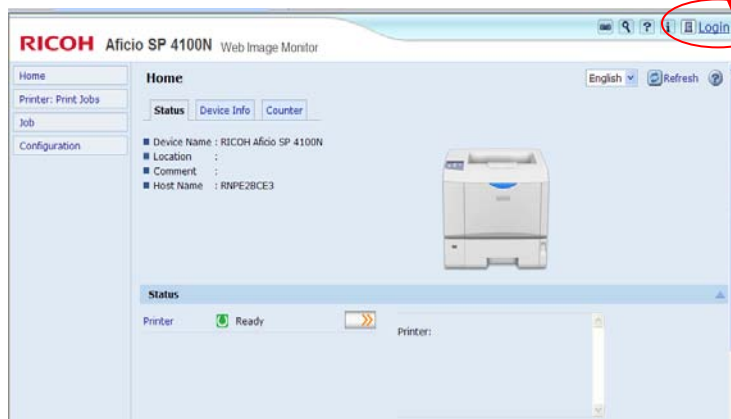 ? i Login
RICOH Aficio SP 4100N Web Image Monitor
Home
Printer: Print Jobs
Job
Configuration
Home
English Refresh ?
Status Device Info Counter
Device Name : RICOH Aficio SP 4100N
Location :
Comment :
Host Name : RNPE2BCE3
Status
Printer Ready
Printer: